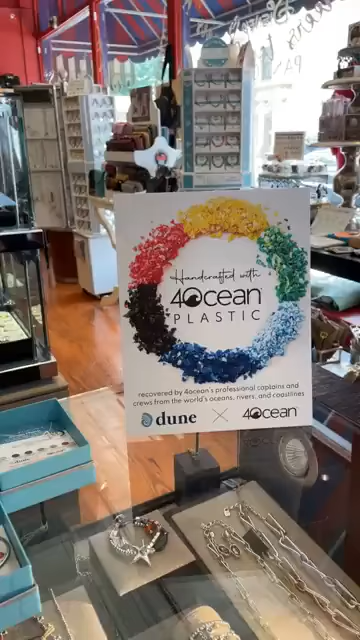 Handcrafted with
4ocean
PLASTIC
recovered by 4ocean's professional captains and
crews from the world's oceans, rivers, and coastlines
dune X 4ocean